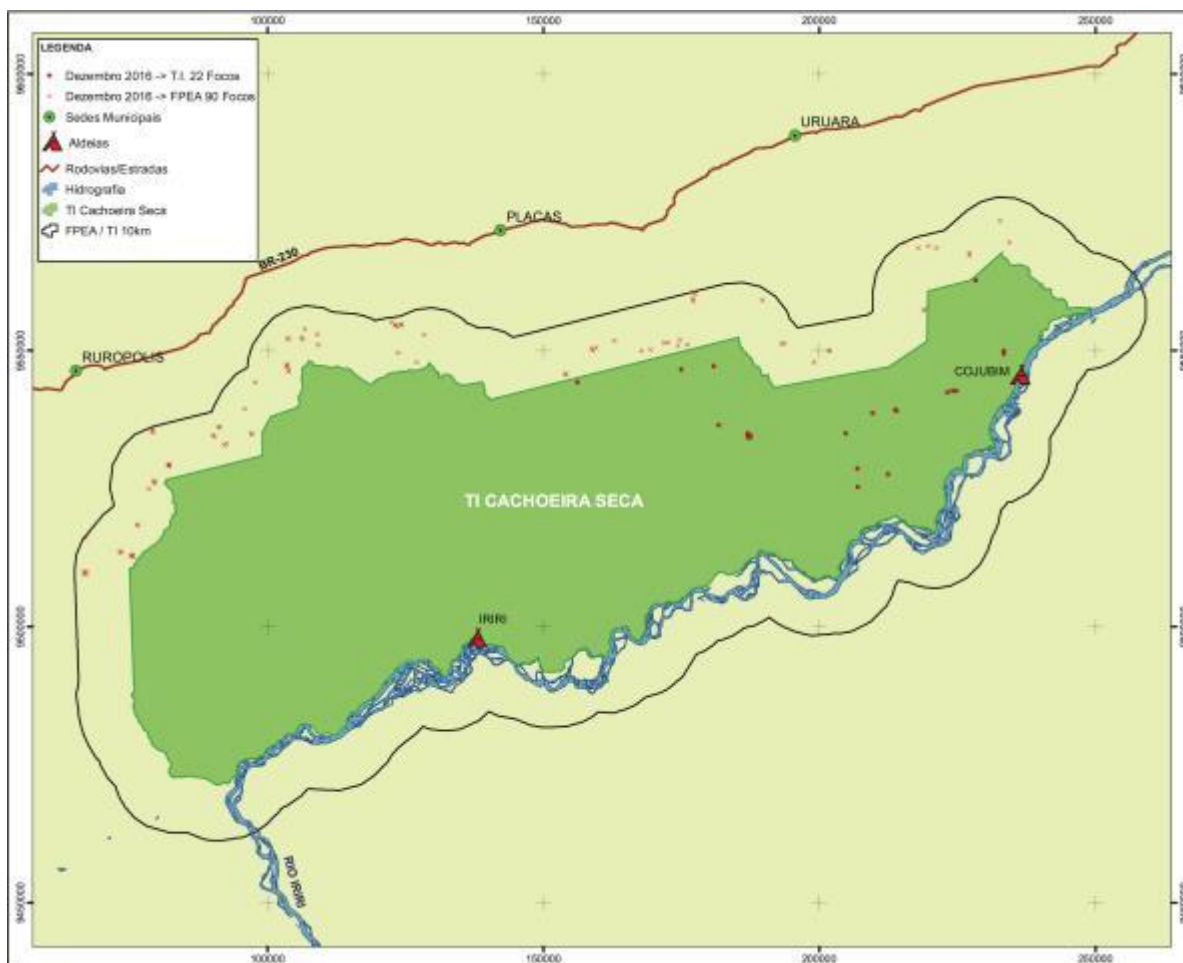 100000 150000 200000 250000
LEGENDA
Dezembro 2016 -> T.I. 22 Focos
Dezembro 2016 -> FPEA 90 Focos
Sedes Municipais
Aldeias
Rodovias/Estradas
Hidrografia
TI Cachoeira Seca
FPEA / TI 10km
URUARA
PLACAS
BR-230
RUROPOLIS
COJUBIM
TI CACHOEIRA SECA
IRIRI
RIO IRIRI
9450000
100000 150000 200000 250000